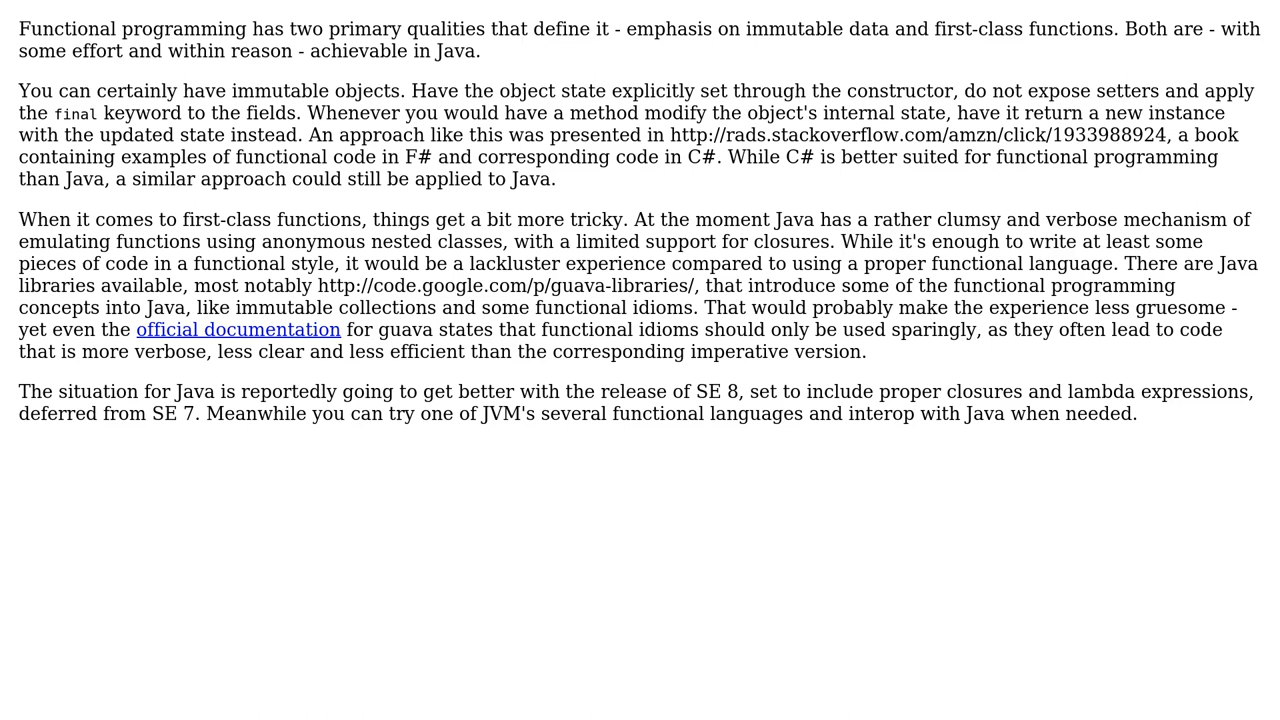 Functional programming has two primary qualities that define it - emphasis on immutable data and first-class functions. Both are - with
some effort and within reason - achievable in Java.
You can certainly have immutable objects. Have the object state explicitly set through the constructor, do not expose setters and apply
the final keyword to the fields. Whenever you would have a method modify the object's internal state, have it return a new instance
with the updated state instead. An approach like this was presented in http://rads.stackoverflow.com/amzn/click/1933988924, a book
containing examples of functional code in F# and corresponding code in C#. While C# is better suited for functional programming
than Java, a similar approach could still be applied to Java.
When it comes to first-class functions, things get a bit more tricky. At the moment Java has a rather clumsy and verbose mechanism of
emulating functions using anonymous nested classes, with a limited support for closures. While it's enough to write at least some
pieces of code in a functional style, it would be a lackluster experience compared to using a proper functional language. There are Java
libraries available, most notably http://code.google.com/p/guava-libraries/, that introduce some of the functional programming
concepts into Java, like immutable collections and some functional idioms. That would probably make the experience less gruesome -
yet even the official documentation for guava states that functional idioms should only be used sparingly, as they often lead to code
that is more verbose, less clear and less efficient than the corresponding imperative version.
The situation for Java is reportedly going to get better with the release of SE 8, set to include proper closures and lambda expressions,
deferred from SE 7. Meanwhile you can try one of JVM's several functional languages and interop with Java when needed.